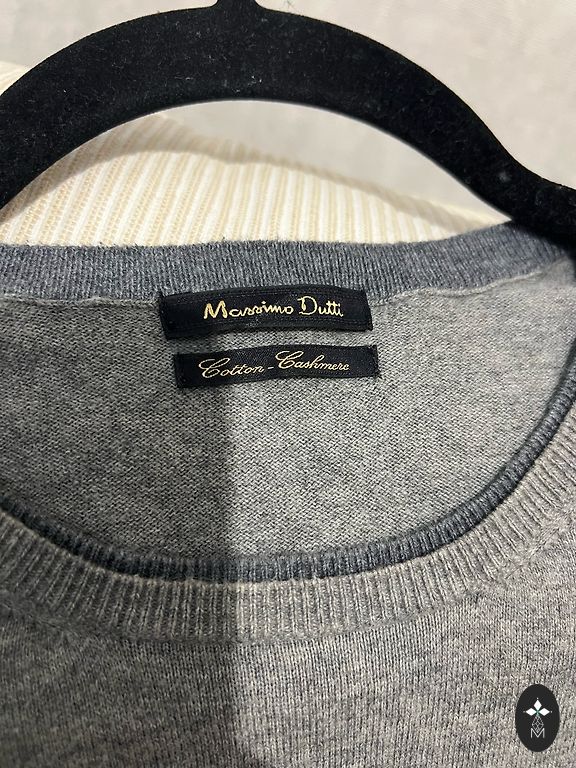 Massimo Dutti
Cotton - Cashmere
M